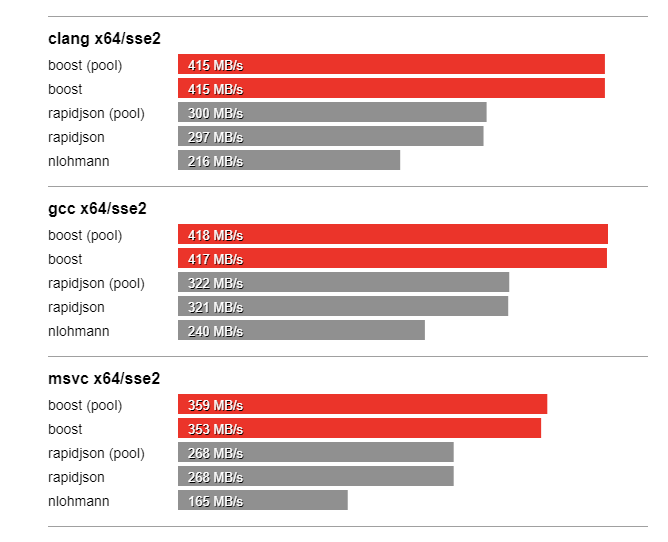 clang x64/sse2
boost (pool) 415 MB/s
boost 415 MB/s
rapidjson (pool) 300 MB/s
rapidjson 297 MB/s
nlohmann 216 MB/s
gcc x64/sse2
boost (pool) 418 MB/s
boost 417 MB/s
rapidjson (pool) 322 MB/s
rapidjson 321 MB/s
nlohmann 240 MB/s
msvc x64/sse2
boost (pool) 359 MB/s
boost 353 MB/s
rapidjson (pool) 268 MB/s
rapidjson 268 MB/s
nlohmann 165 MB/s